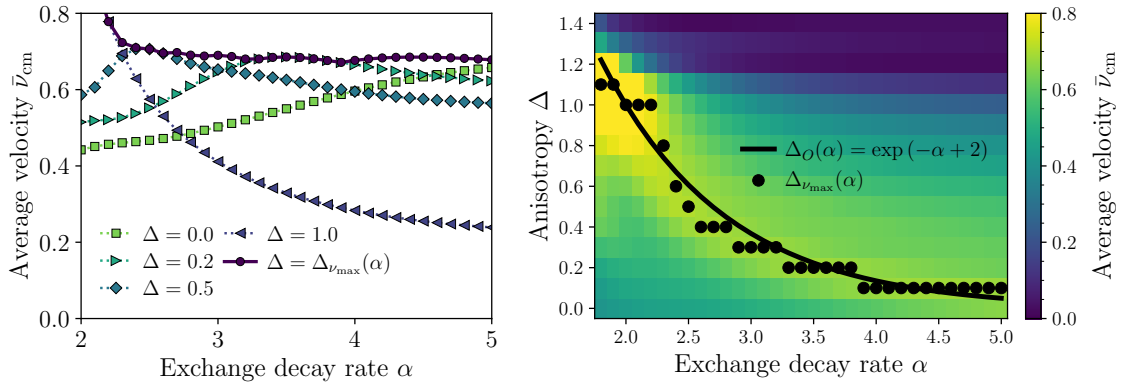 0.8
0.6
0.4
0.2
0.0
2
3
4
5
Average velocity ν̄cm
Exchange decay rate α
Δ = 0.0
Δ = 0.2
Δ = 0.5
Δ = 1.0
Δ = Δνmax(α)
1.4
1.2
1.0
0.8
0.6
0.4
0.2
0.0
2.0
2.5
3.0
3.5
4.0
4.5
5.0
Anisotropy Δ
Exchange decay rate α
ΔO(α) = exp (−α + 2)
Δνmax(α)
0.8
0.6
0.4
0.2
0.0
Average velocity ν̄cm